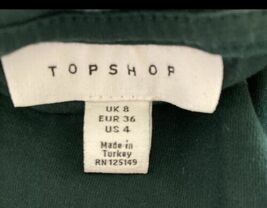 TOPSHOP
UK 8
EUR 36
US 4
Made in
Turkey
RN 125149